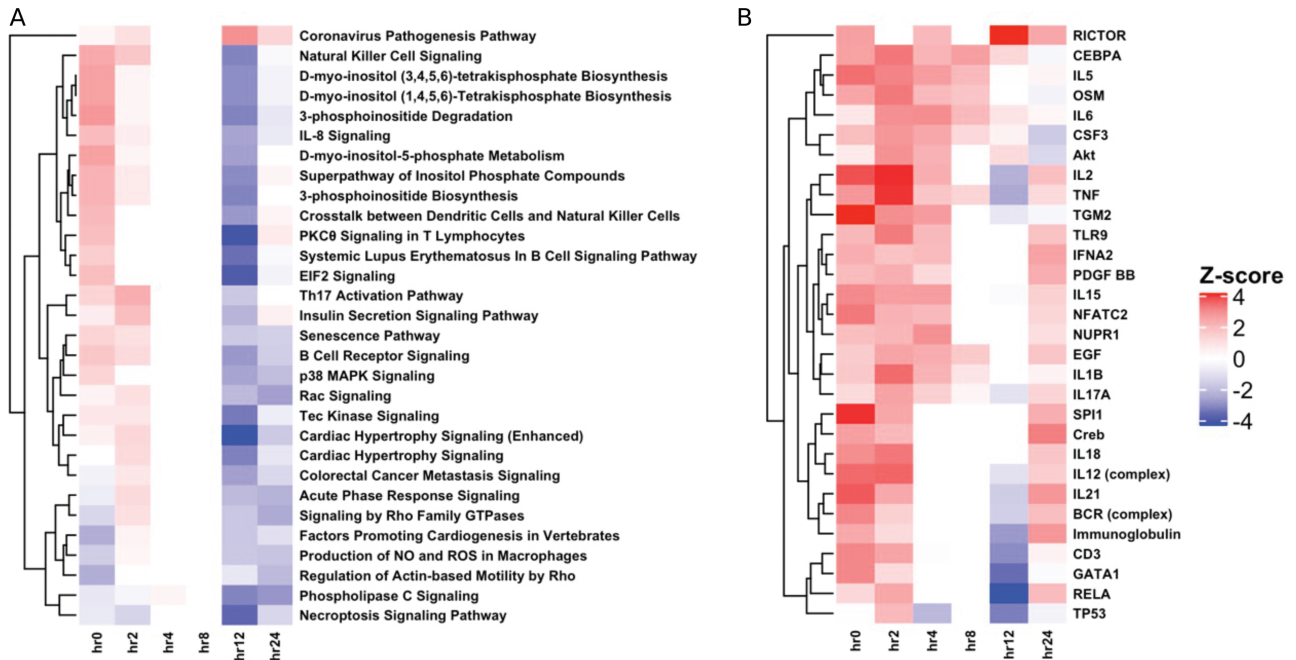 A
Coronavirus Pathogenesis Pathway
Natural Killer Cell Signaling
D-myo-inositol (3,4,5,6)-tetrakisphosphate Biosynthesis
D-myo-inositol (1,4,5,6)-Tetrakisphosphate Biosynthesis
3-phosphoinositide Degradation
IL-8 Signaling
D-myo-inositol-5-phosphate Metabolism
Superpathway of Inositol Phosphate Compounds
3-phosphoinositide Biosynthesis
Crosstalk between Dendritic Cells and Natural Killer Cells
PKCθ Signaling in T Lymphocytes
Systemic Lupus Erythematosus In B Cell Signaling Pathway
EIF2 Signaling
Th17 Activation Pathway
Insulin Secretion Signaling Pathway
Senescence Pathway
B Cell Receptor Signaling
p38 MAPK Signaling
Rac Signaling
Tec Kinase Signaling
Cardiac Hypertrophy Signaling (Enhanced)
Cardiac Hypertrophy Signaling
Colorectal Cancer Metastasis Signaling
Acute Phase Response Signaling
Signaling by Rho Family GTPases
Factors Promoting Cardiogenesis in Vertebrates
Production of NO and ROS in Macrophages
Regulation of Actin-based Motility by Rho
Phospholipase C Signaling
Necroptosis Signaling Pathway
hr0
hr2
hr4
hr8
hr12
hr24
B
RICTOR
CEBPA
IL5
OSM
IL6
CSF3
Akt
IL2
TNF
TGM2
TLR9
IFNA2
PDGF BB
IL15
NFATC2
NUPR1
EGF
IL1B
IL17A
SPI1
Creb
IL18
IL12 (complex)
IL21
BCR (complex)
Immunoglobulin
CD3
GATA1
RELA
TP53
hr0
hr2
hr4
hr8
hr12
hr24
Z-score
4
2
0
-2
-4